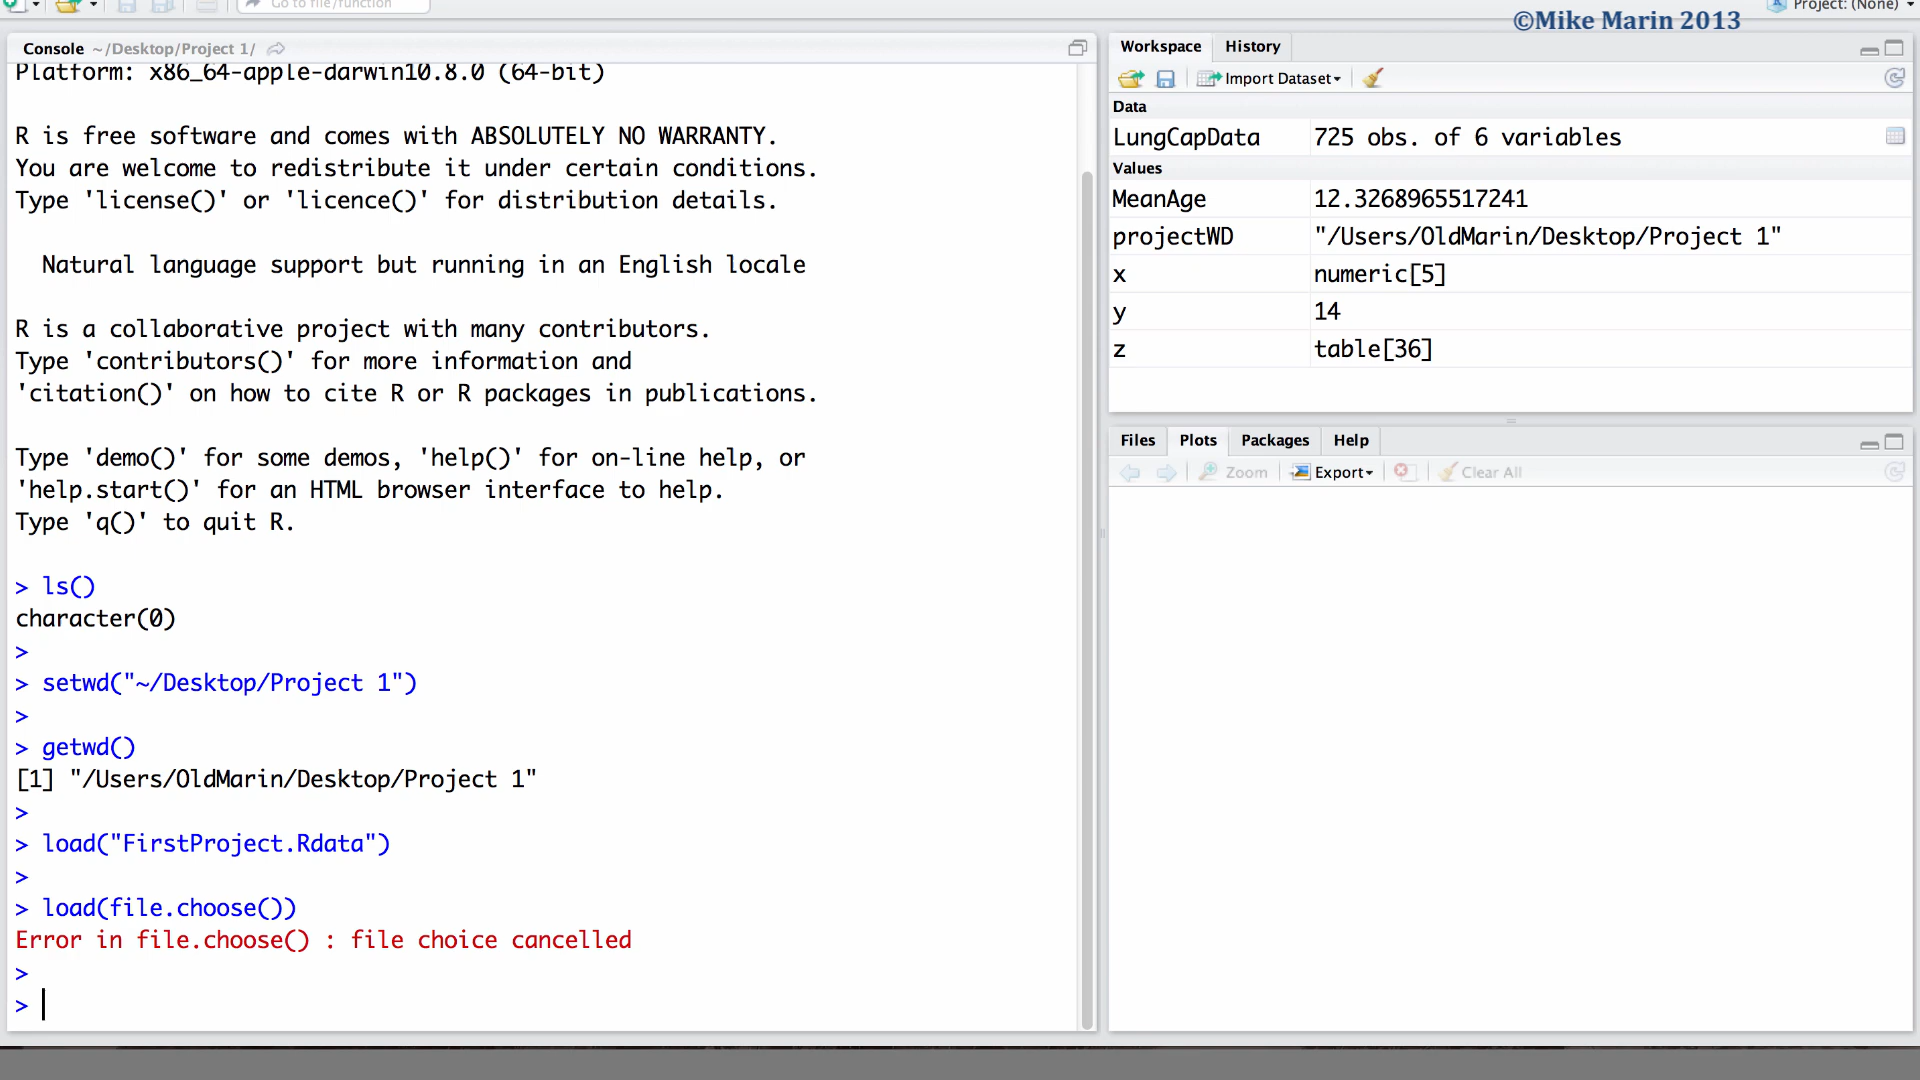 Go to file/function
Project: (None)
©Mike Marin 2013
Console ~/Desktop/Project 1/
Platform: x86_64-apple-darwin10.8.0 (64-bit)
R is free software and comes with ABSOLUTELY NO WARRANTY.
You are welcome to redistribute it under certain conditions.
Type 'license()' or 'licence()' for distribution details.
Natural language support but running in an English locale
R is a collaborative project with many contributors.
Type 'contributors()' for more information and
'citation()' on how to cite R or R packages in publications.
Type 'demo()' for some demos, 'help()' for on-line help, or
'help.start()' for an HTML browser interface to help.
Type 'q()' to quit R.
> ls()
character(0)
>
> setwd("~/Desktop/Project 1")
>
> getwd()
[1] "/Users/OldMarin/Desktop/Project 1"
>
> load("FirstProject.Rdata")
>
> load(file.choose())
Error in file.choose() : file choice cancelled
>
>
Workspace History
Import Dataset
Data
LungCapData 725 obs. of 6 variables
Values
MeanAge 12.3268965517241
projectWD "/Users/OldMarin/Desktop/Project 1"
x numeric[5]
y 14
z table[36]
Files Plots Packages Help
Zoom Export Clear All